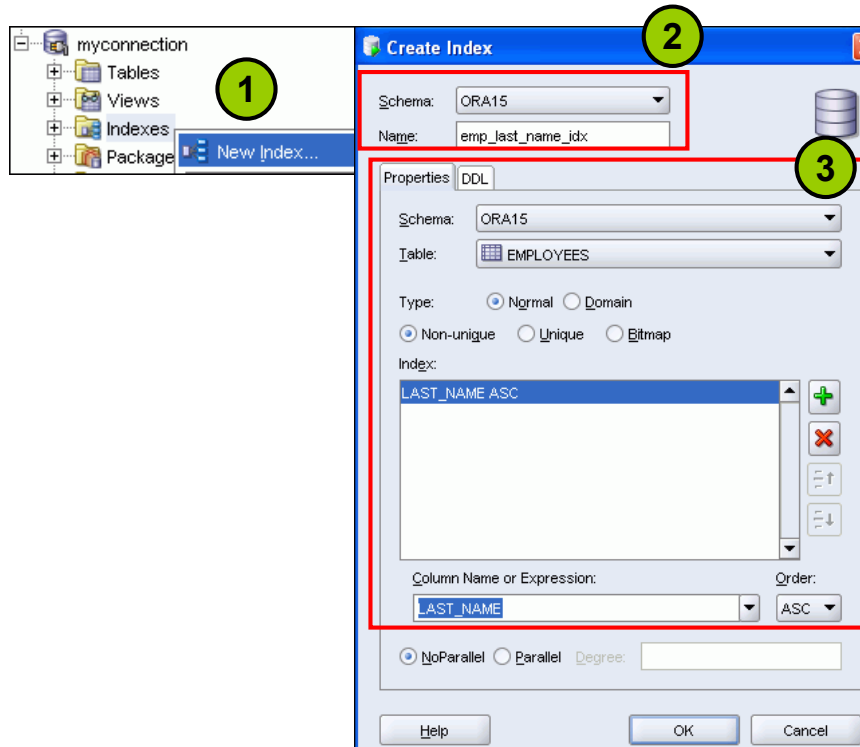 myconnection
Tables
Views
Indexes
Package
New Index...
1
Create Index
2
Schema: ORA15
Name: emp_last_name_idx
3
Properties DDL
Schema: ORA15
Table: EMPLOYEES
Type: Normal Domain
Non-unique Unique Bitmap
Index:
LAST_NAME ASC
Column Name or Expression: Order:
LAST_NAME ASC
NoParallel Parallel Degree:
Help OK Cancel